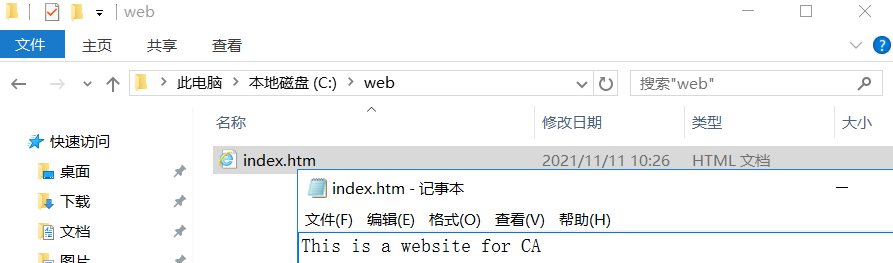 web
文件 主页 共享 查看
此电脑 本地磁盘 (C:) web 搜索"web"
名称 修改日期 类型 大小
快速访问
index.htm 2021/11/11 10:26 HTML 文档
桌面
index.htm - 记事本
下载
文件(F) 编辑(E) 格式(O) 查看(V) 帮助(H)
文档
This is a website for CA
图片